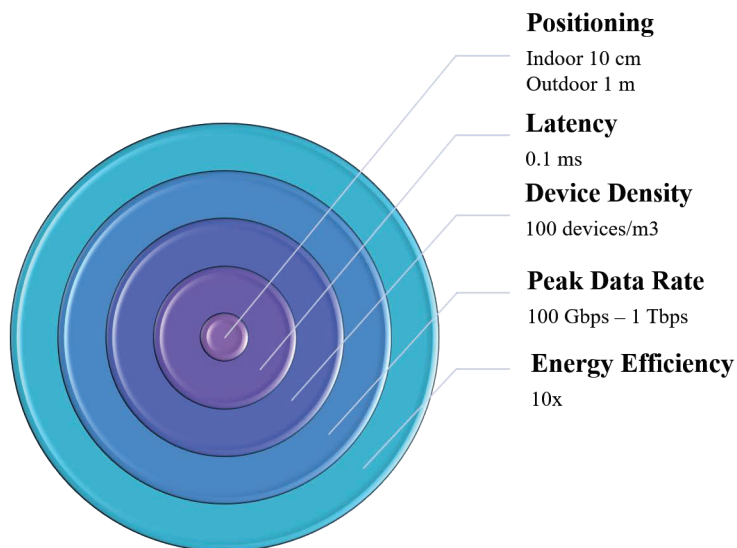 Positioning
Indoor 10 cm
Outdoor 1 m
Latency
0.1 ms
Device Density
100 devices/m3
Peak Data Rate
100 Gbps – 1 Tbps
Energy Efficiency
10x